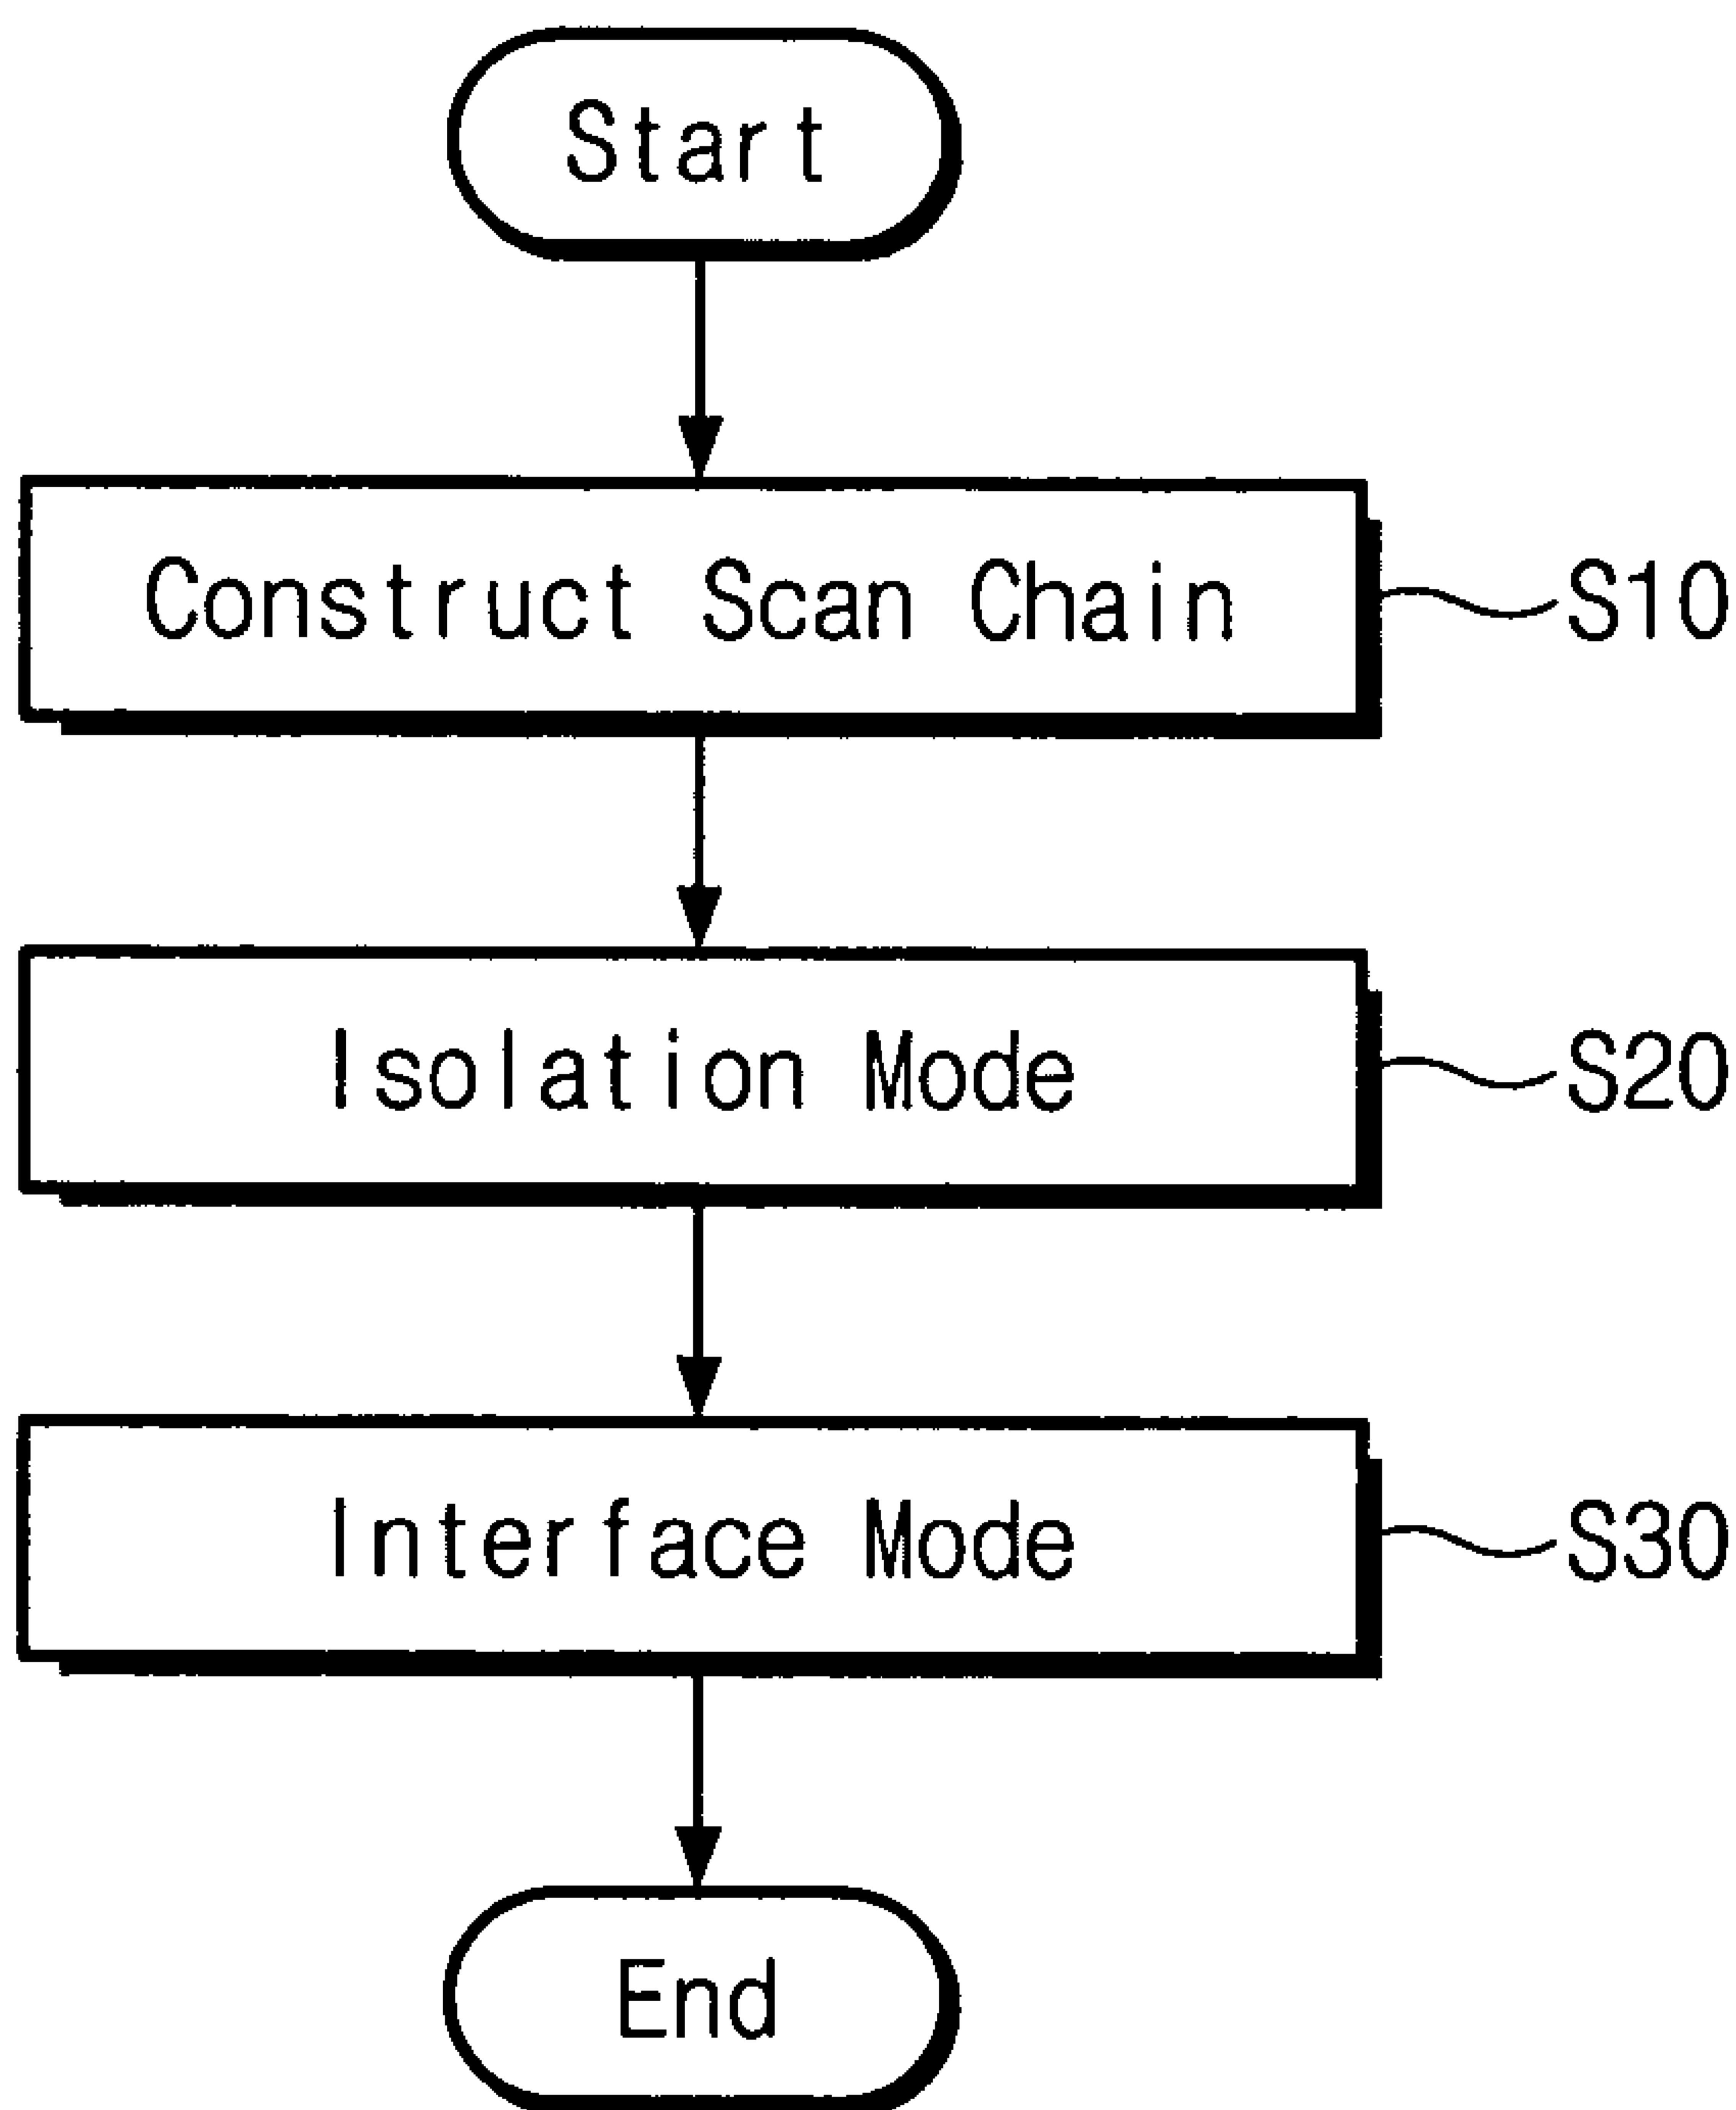 Start
Construct Scan Chain
S10
Isolation Mode
S20
Interface Mode
S30
End